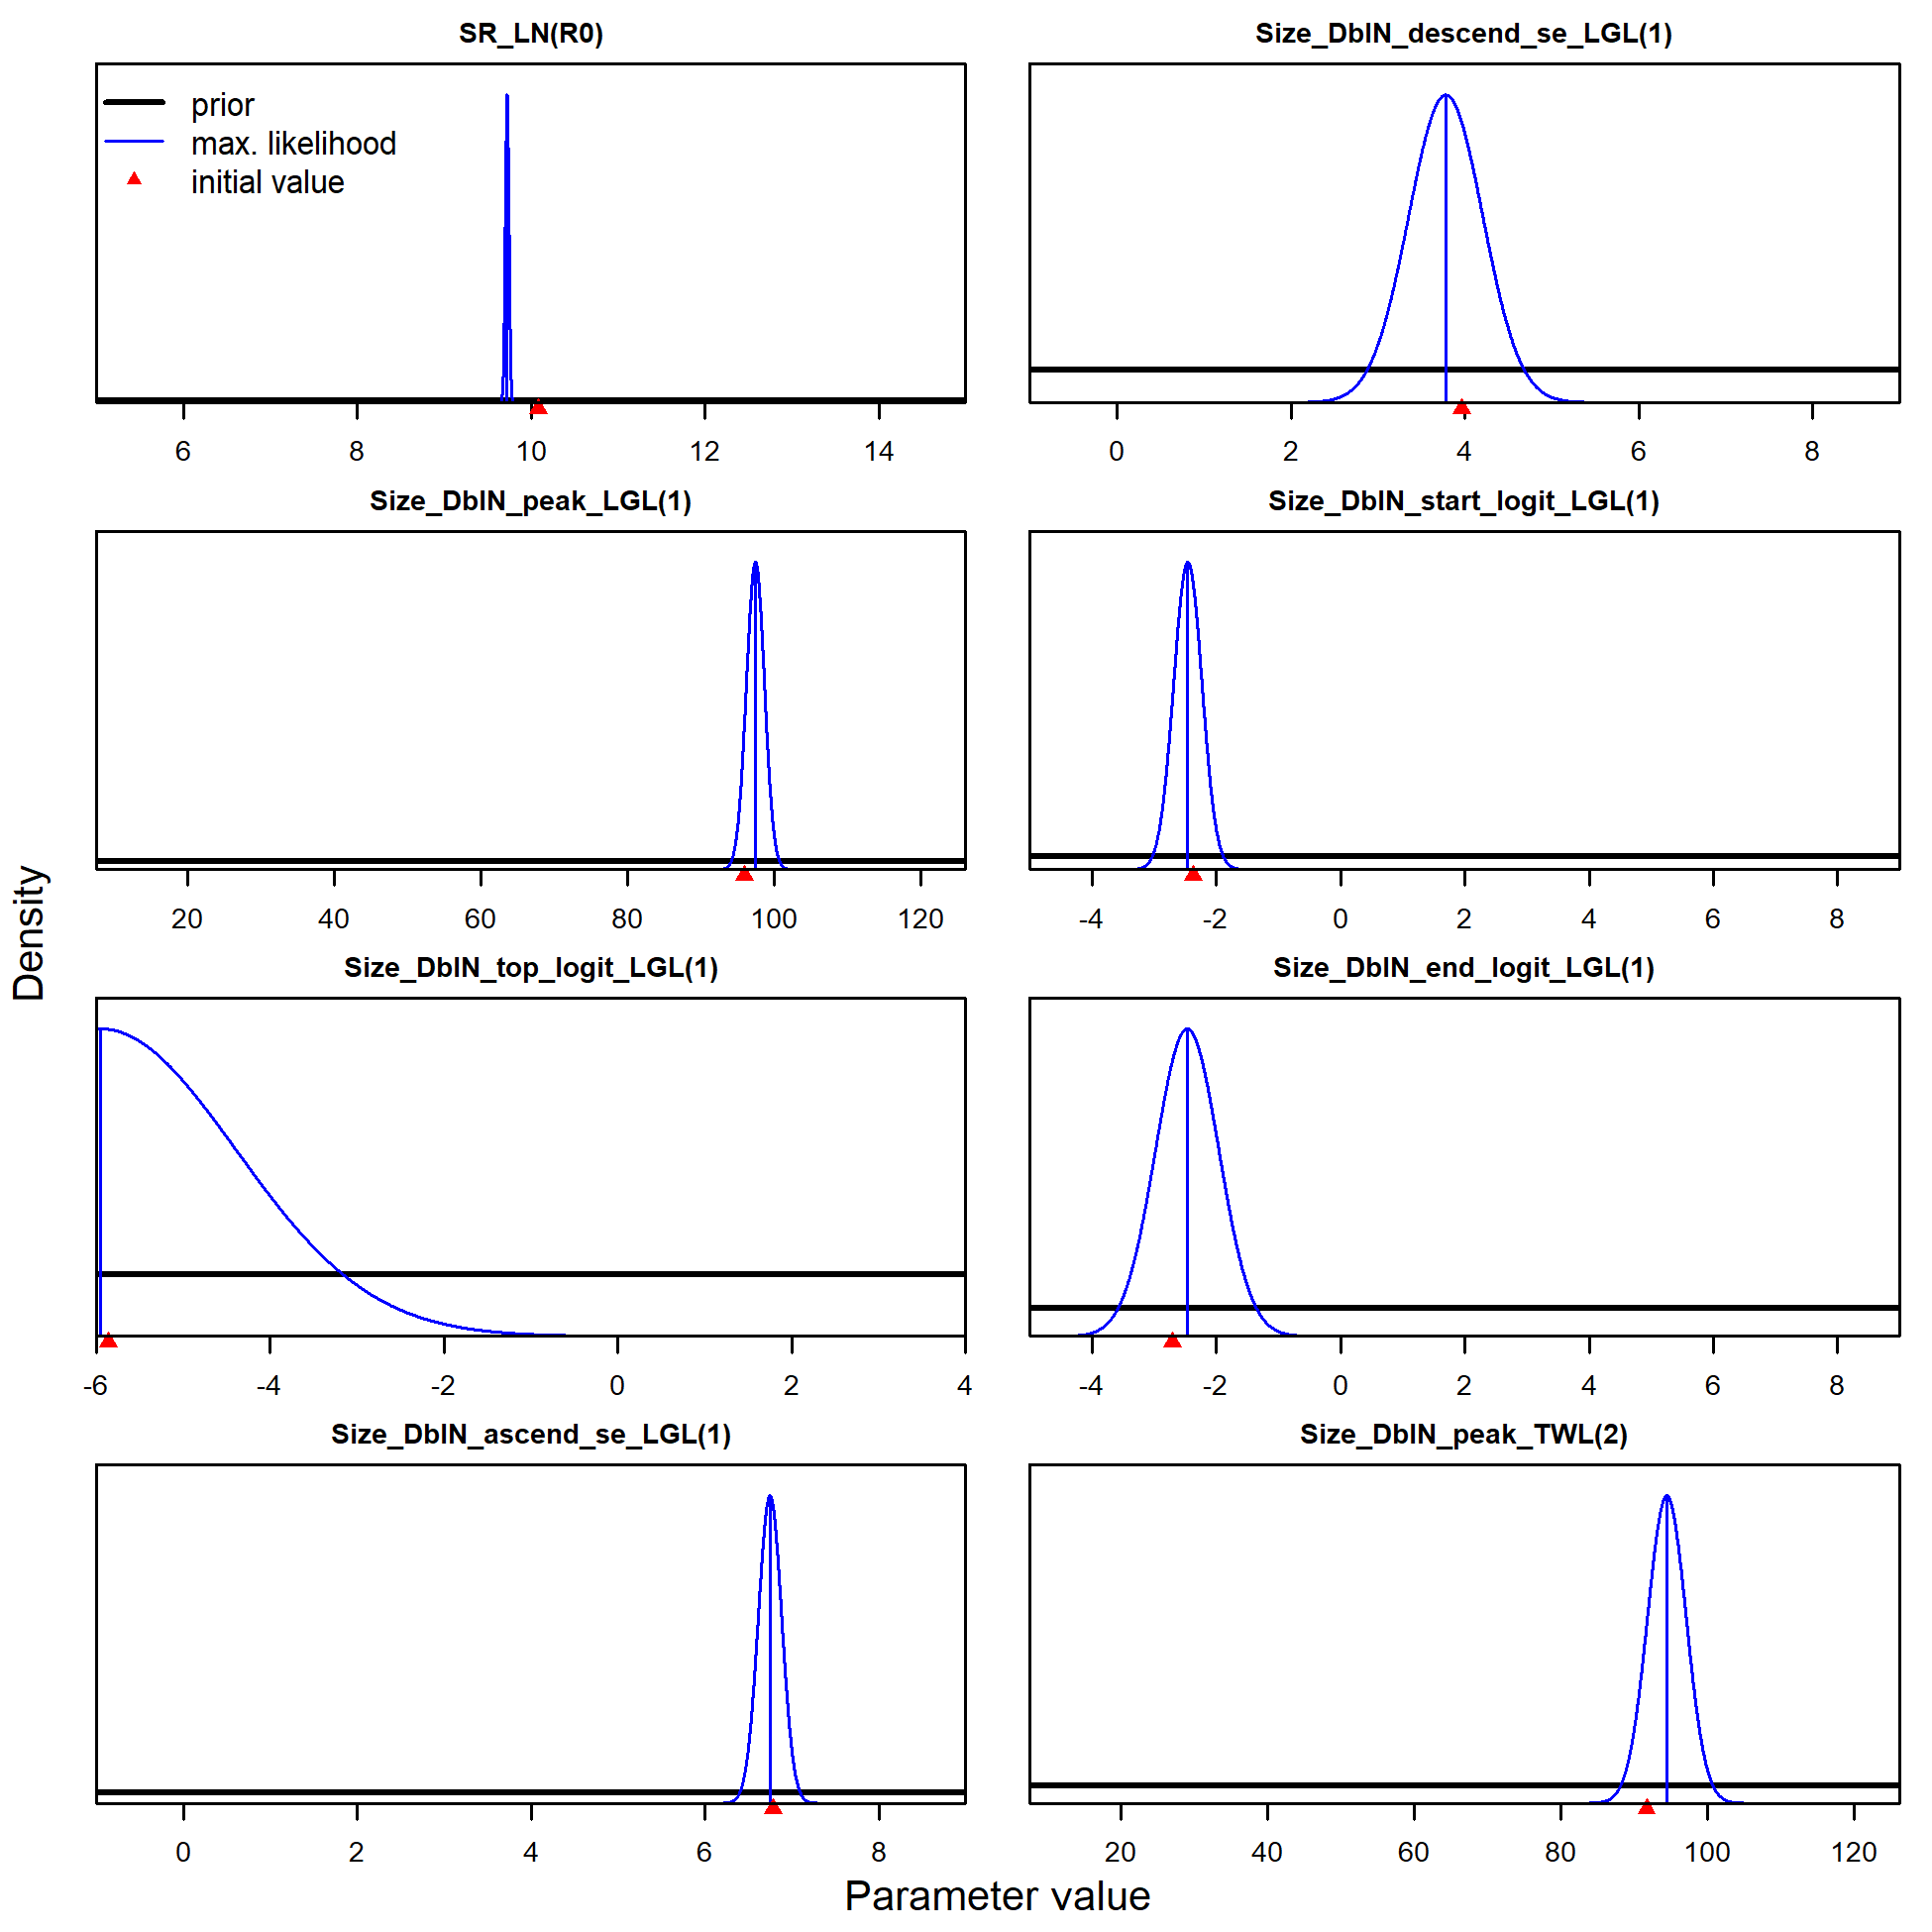 SR_LN(R0)
prior
max. likelihood
initial value
6 8 10 12 14
Size_DblN_descend_se_LGL(1)
0 2 4 6 8
Size_DblN_peak_LGL(1)
20 40 60 80 100 120
Size_DblN_start_logit_LGL(1)
-4 -2 0 2 4 6 8
Size_DblN_top_logit_LGL(1)
-6 -4 -2 0 2 4
Size_DblN_end_logit_LGL(1)
-4 -2 0 2 4 6 8
Size_DblN_ascend_se_LGL(1)
0 2 4 6 8
Size_DblN_peak_TWL(2)
20 40 60 80 100 120
Density
Parameter value